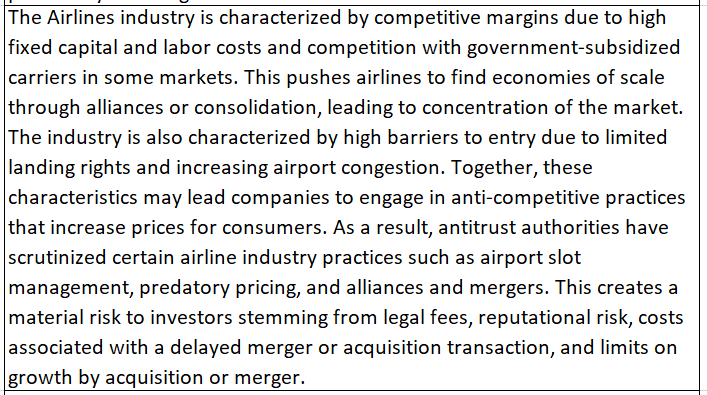 The Airlines industry is characterized by competitive margins due to high
fixed capital and labor costs and competition with government-subsidized
carriers in some markets. This pushes airlines to find economies of scale
through alliances or consolidation, leading to concentration of the market.
The industry is also characterized by high barriers to entry due to limited
landing rights and increasing airport congestion. Together, these
characteristics may lead companies to engage in anti-competitive practices
that increase prices for consumers. As a result, antitrust authorities have
scrutinized certain airline industry practices such as airport slot
management, predatory pricing, and alliances and mergers. This creates a
material risk to investors stemming from legal fees, reputational risk, costs
associated with a delayed merger or acquisition transaction, and limits on
growth by acquisition or merger.